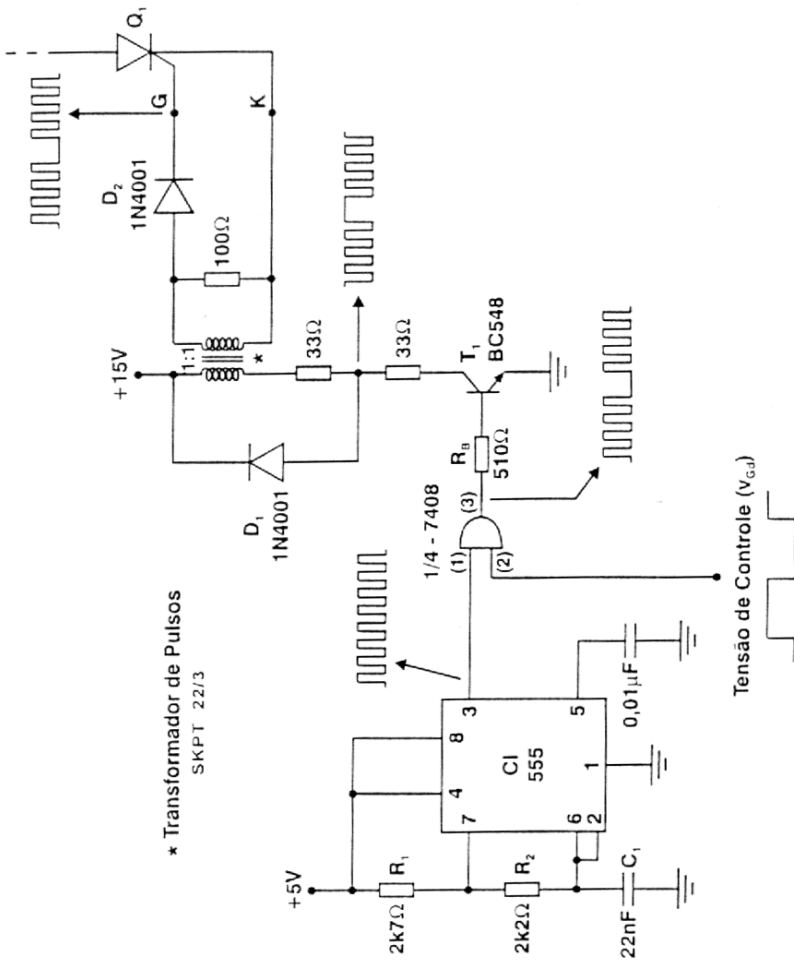 +5V
R₁
2k7Ω
R₂
2k2Ω
C₁
22nF
7
6
2
4
8
CI
555
1
3
5
0,01µF
* Transformador de Pulsos
SKPT 22/3
1/4 - 7408
(1)
(2)
(3)
Tensão de Controle (v_Gd)
R_B
510Ω
T₁
BC548
33Ω
33Ω
D₁
1N4001
+15V
1:1
*
100Ω
D₂
1N4001
G
K
Q₁